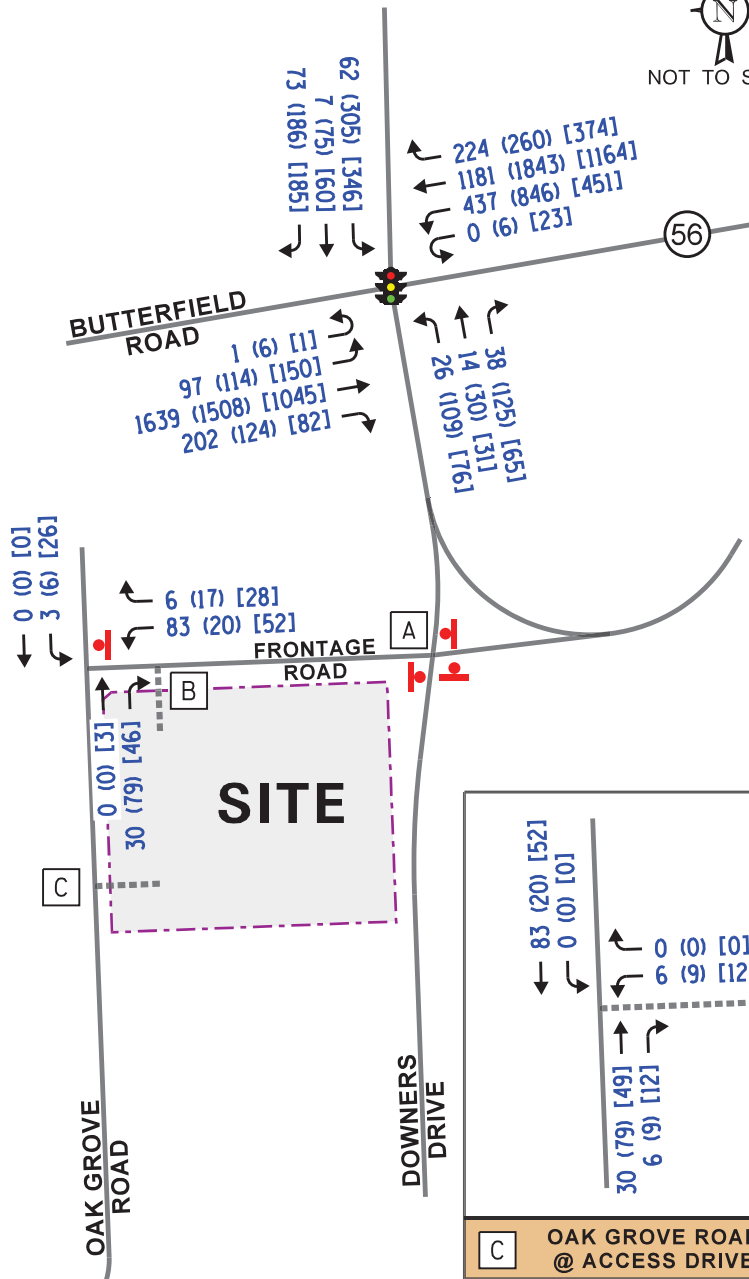 N
NOT TO S
62 (305) [346]
7 (75) [60]
73 (186) [185]
224 (260) [374]
1181 (1843) [1164]
437 (846) [451]
0 (6) [23]
56
BUTTERFIELD
ROAD
1 (6) [1]
97 (114) [150]
1639 (1508) [1045]
202 (124) [82]
38 (125) [65]
14 (30) [31]
26 (109) [76]
3 (9) [26]
0 (0) [0]
6 (17) [28]
83 (20) [52]
A
FRONTAGE
ROAD
B
0 (0) [3]
30 (79) [46]
SITE
C
OAK GROVE
ROAD
DOWNERS
DRIVE
83 (20) [52]
0 (0) [0]
0 (0) [0]
6 (9) [12
30 (79) [49]
6 (9) [12]
C
OAK GROVE ROAD
@ ACCESS DRIVE